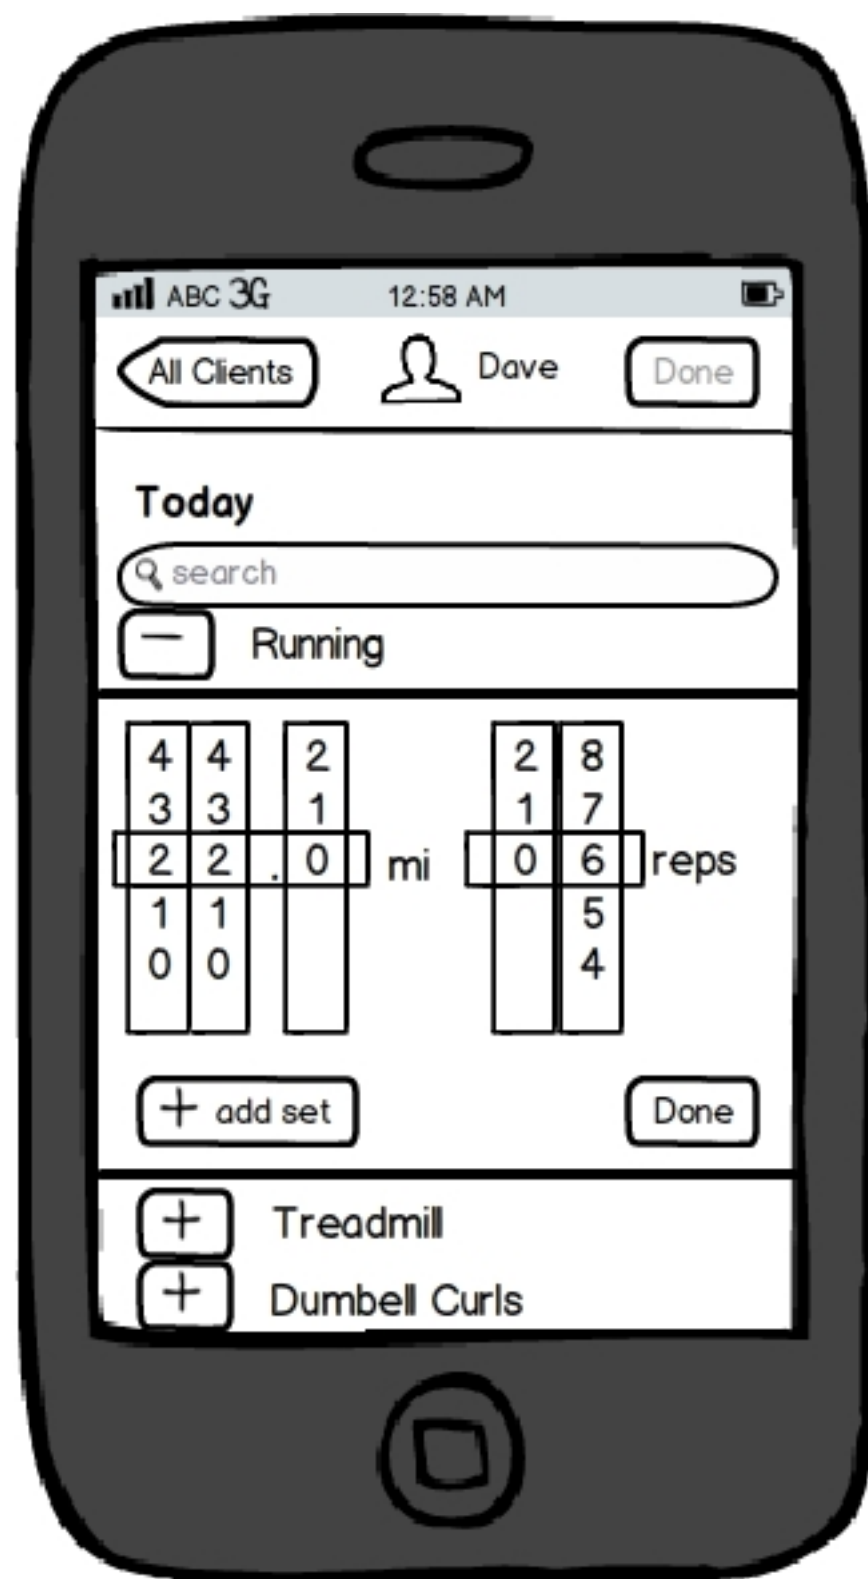 ABC 3G 12:58 AM
All Clients Dave Done
Today
search
− Running
4 4 2 2 8
3 3 1 1 7
2 2 . 0 mi 0 6 reps
1 1 5
0 0 4
+ add set Done
+ Treadmill
+ Dumbell Curls